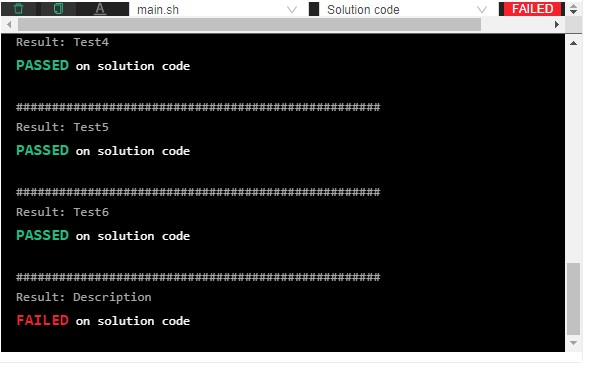 main.sh Solution code FAILED
Result: Test4
PASSED on solution code
###################################################
Result: Test5
PASSED on solution code
###################################################
Result: Test6
PASSED on solution code
###################################################
Result: Description
FAILED on solution code